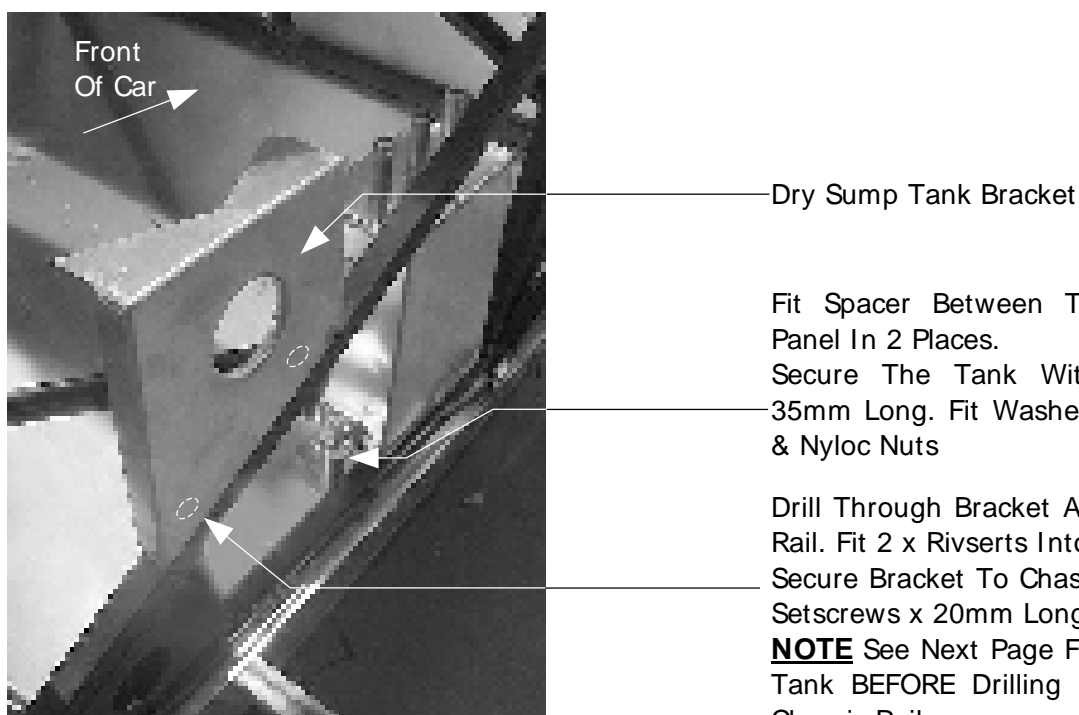 Front
Of Car
Dry Sump Tank Bracket
Fit Spacer Between T
Panel In 2 Places.
Secure The Tank Wit
35mm Long. Fit Washe
& Nyloc Nuts
Drill Through Bracket A
Rail. Fit 2 x Rivserts Into
Secure Bracket To Chas
Setscrews x 20mm Long
NOTE See Next Page F
Tank BEFORE Drilling
Chassis Rail